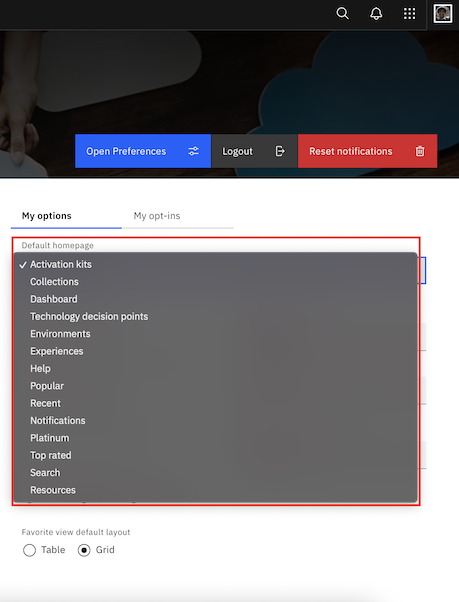 Open Preferences
Logout
Reset notifications
My options
My opt-ins
Default homepage
✓ Activation kits
Collections
Dashboard
Technology decision points
Environments
Experiences
Help
Popular
Recent
Notifications
Platinum
Top rated
Search
Resources
Favorite view default layout
Table
Grid